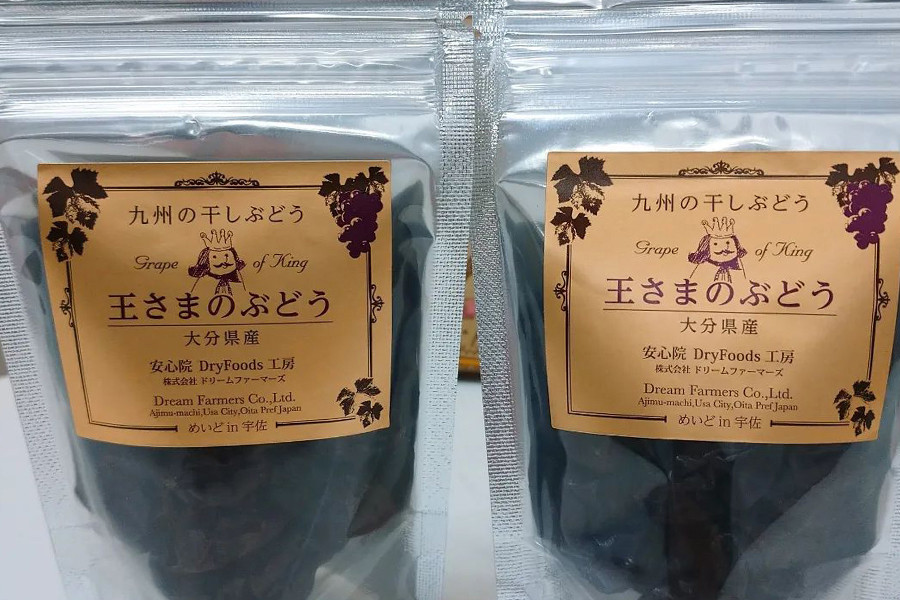 九州の干しぶどう
Grape of King
王さまのぶどう
大分県産
安心院 DryFoods 工房
株式会社 ドリームファーマーズ
Dream Farmers Co.,Ltd.
Ajimu-machi,Usa City,Oita Pref Japan
めいど in 宇佐
九州の干しぶどう
Grape of King
王さまのぶどう
大分県産
安心院 DryFoods 工房
株式会社 ドリームファーマーズ
Dream Farmers Co.,Ltd.
Ajimu-machi,Usa City,Oita Pref Japan
めいど in 宇佐